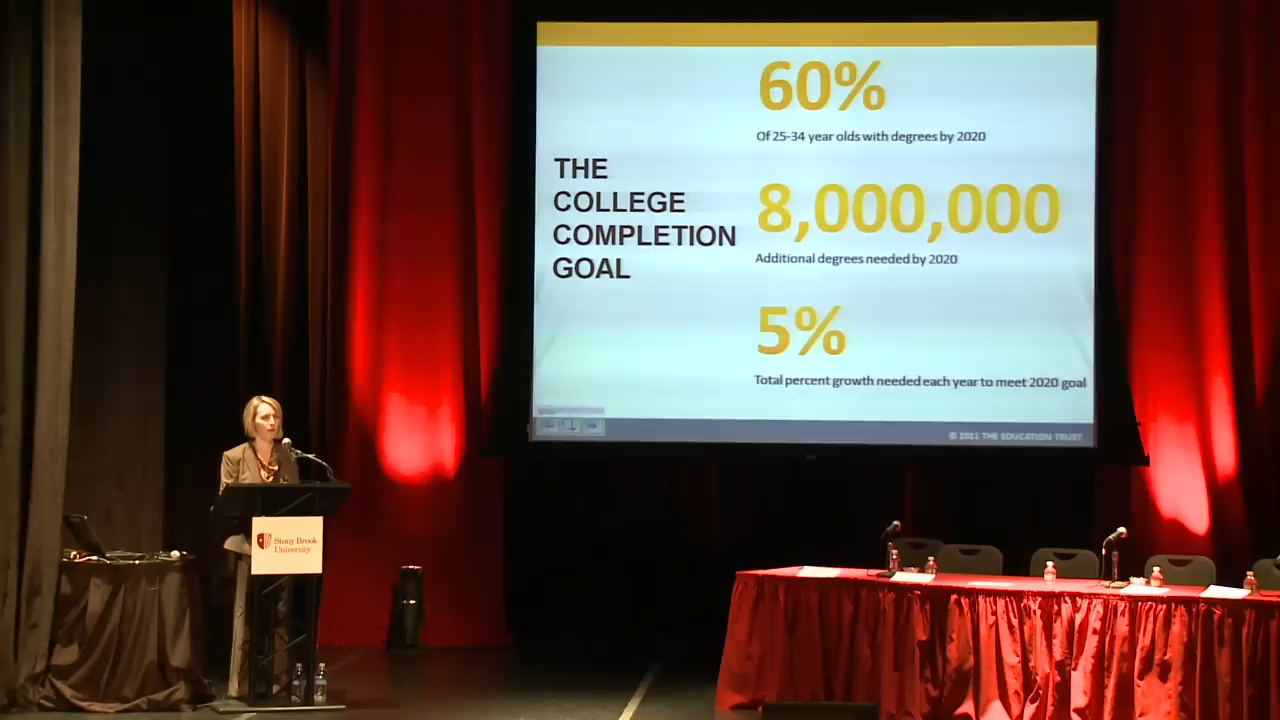 THE
COLLEGE
COMPLETION
GOAL
60%
Of 25-34 year olds with degrees by 2020
8,000,000
Additional degrees needed by 2020
5%
Total percent growth needed each year to meet 2020 goal
© 2011 THE EDUCATION TRUST
Stony Brook
University